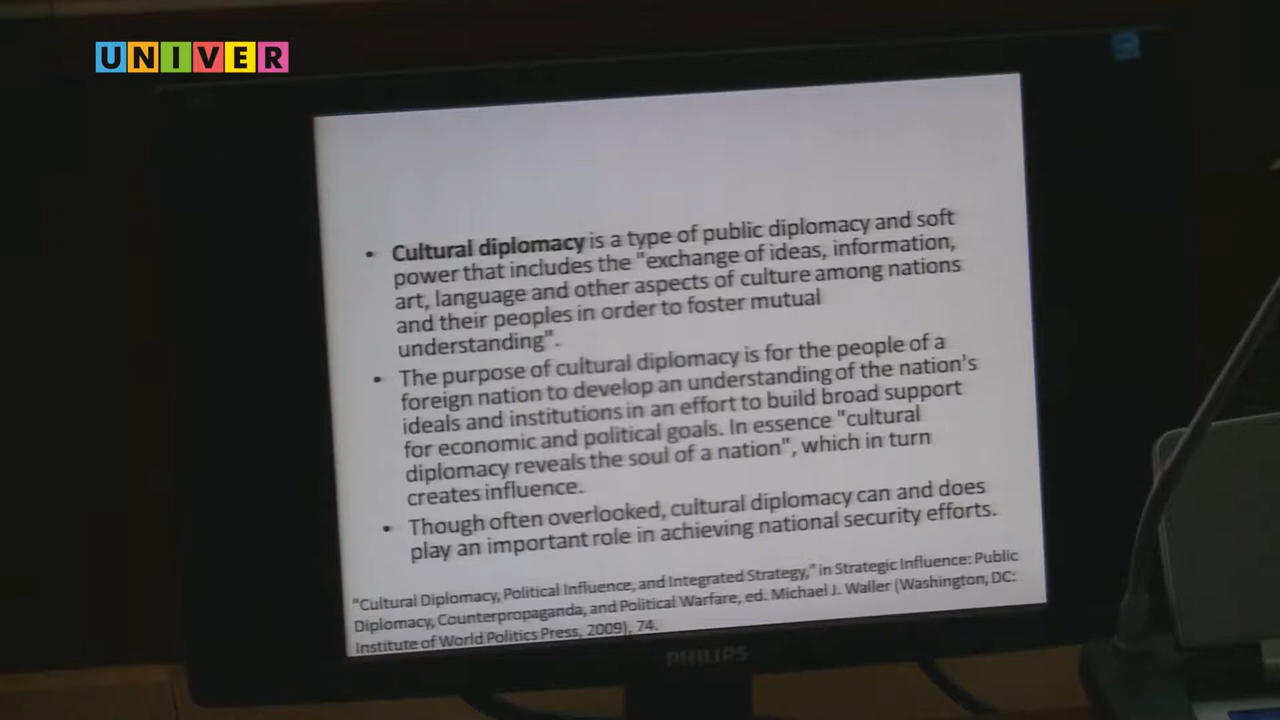 UNIVER
• Cultural diplomacy is a type of public diplomacy and soft
power that includes the "exchange of ideas, information,
art, language and other aspects of culture among nations
and their peoples in order to foster mutual
understanding".
• The purpose of cultural diplomacy is for the people of a
foreign nation to develop an understanding of the nation's
ideals and institutions in an effort to build broad support
for economic and political goals. In essence "cultural
diplomacy reveals the soul of a nation", which in turn
creates influence.
• Though often overlooked, cultural diplomacy can and does
play an important role in achieving national security efforts.
"Cultural Diplomacy, Political Influence, and Integrated Strategy," in Strategic Influence: Public
Diplomacy, Counterpropaganda, and Political Warfare, ed. Michael J. Waller (Washington, DC:
Institute of World Politics Press, 2009), 74.
PHILIPS